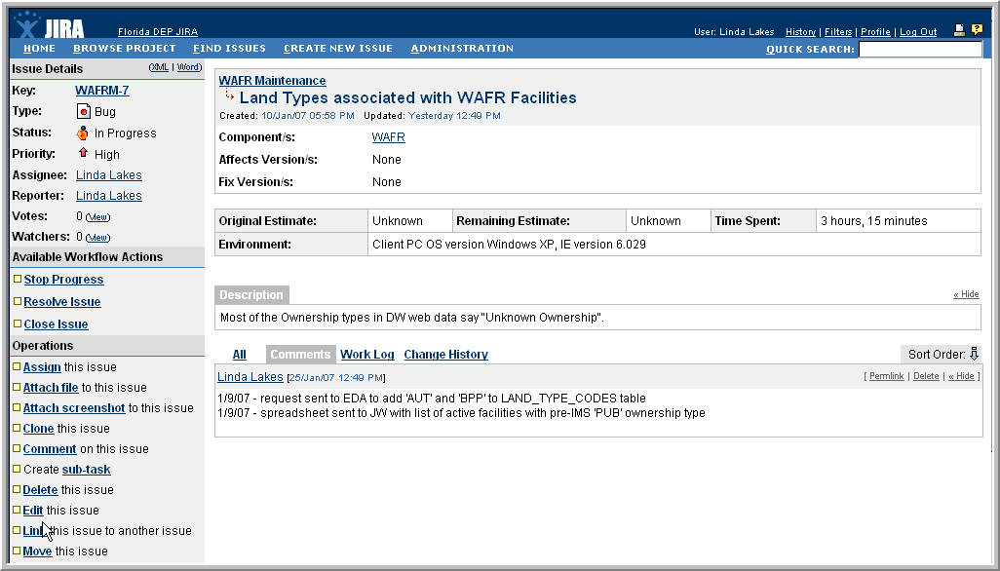 JIRA
Florida DEP JIRA
User: Linda Lakes History | Filters | Profile | Log Out
HOME BROWSE PROJECT FIND ISSUES CREATE NEW ISSUE ADMINISTRATION QUICK SEARCH:
Issue Details (XML | Word)
Key: WAFRM-7
Type: Bug
Status: In Progress
Priority: High
Assignee: Linda Lakes
Reporter: Linda Lakes
Votes: 0 (View)
Watchers: 0 (View)
Available Workflow Actions
Stop Progress
Resolve Issue
Close Issue
Operations
Assign this issue
Attach file to this issue
Attach screenshot to this issue
Clone this issue
Comment on this issue
Create sub-task
Delete this issue
Edit this issue
Link this issue to another issue
Move this issue
WAFR Maintenance
Land Types associated with WAFR Facilities
Created: 10/Jan/07 05:58 PM Updated: Yesterday 12:49 PM
Component/s: WAFR
Affects Version/s: None
Fix Version/s: None
Original Estimate: Unknown Remaining Estimate: Unknown Time Spent: 3 hours, 15 minutes
Environment: Client PC OS version Windows XP, IE version 6.029
Description « Hide
Most of the Ownership types in DW web data say "Unknown Ownership".
All Comments Work Log Change History Sort Order:
Linda Lakes [25/Jan/07 12:49 PM] [ Permlink | Delete | « Hide ]
1/9/07 - request sent to EDA to add 'AUT' and 'BPP' to LAND_TYPE_CODES table
1/9/07 - spreadsheet sent to JW with list of active facilities with pre-IMS 'PUB' ownership type